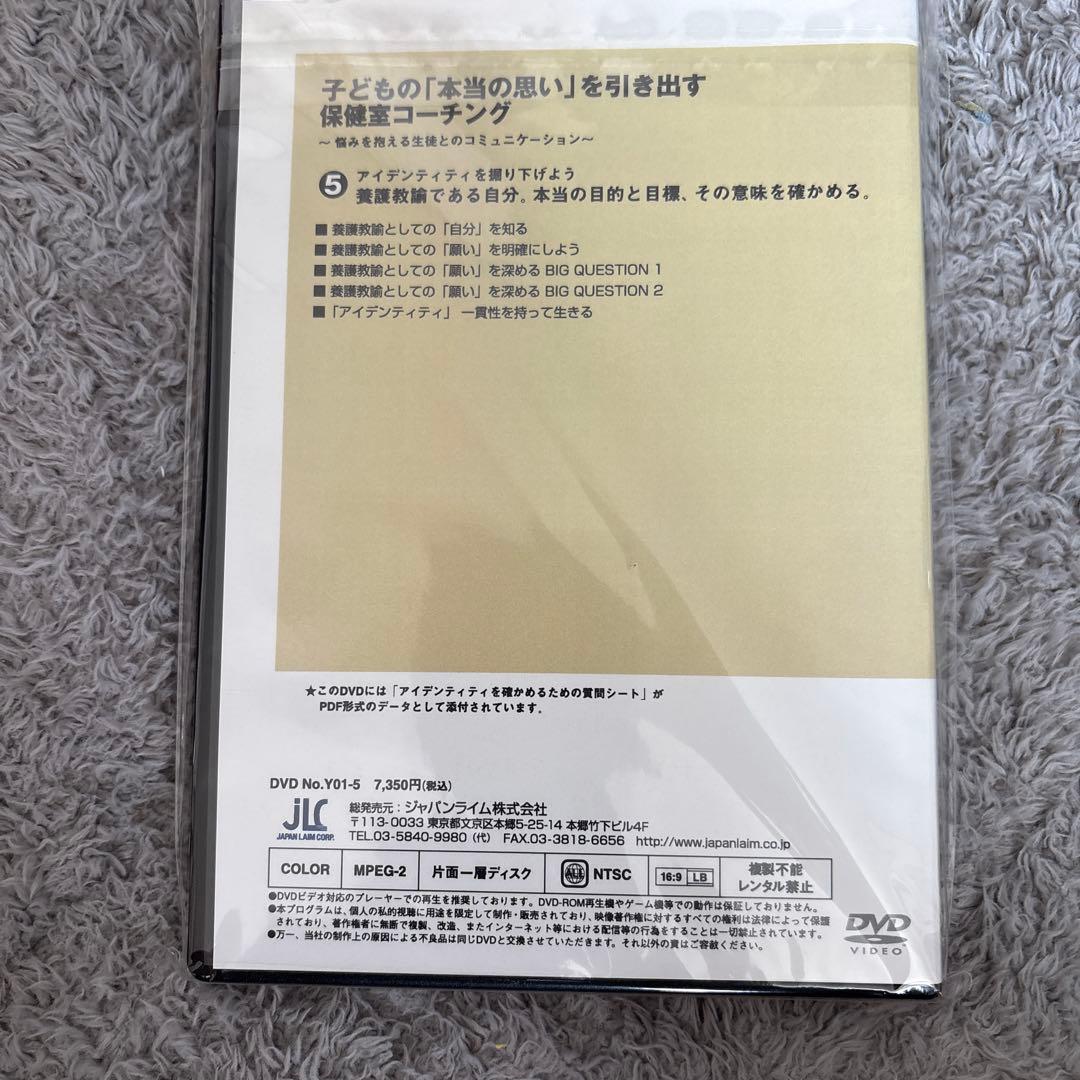 子どもの「本当の思い」を引き出す
保健室コーチング
～ 悩みを抱える生徒とのコミュニケーション～
❺ アイデンティティを掘り下げよう
養護教諭である自分。本当の目的と目標、その意味を確かめる。
■ 養護教諭としての「自分」を知る
■ 養護教諭としての「願い」を明確にしよう
■ 養護教諭としての「願い」を深める BIG QUESTION 1
■ 養護教諭としての「願い」を深める BIG QUESTION 2
■ 「アイデンティティ」 一貫性を持って生きる
★このDVDには「アイデンティティを確かめるための質問シート」が
PDF形式のデータとして添付されています。
DVD No.Y01-5 7,350円(税込)
JLC
JAPAN LAIM CORP.
総発売元：ジャパンライム株式会社
〒113-0033 東京都文京区本郷5-25-14 本郷竹下ビル4F
TEL.03-5840-9980（代） FAX.03-3818-6656 http://www.japanlaim.co.jp
COLOR MPEG-2 片面一層ディスク ALL NTSC 16:9 LB 複製不能 レンタル禁止
●DVDビデオ対応のプレーヤーでの再生を推奨しております。DVD-ROM再生機やゲーム機等での動作は保証しておりません。
●本プログラムは、個人の私的視聴に用途を限定して制作・販売されており、映像著作権に対するすべての権利は法律によって保護
されており、著作権者に無断で複製、改造、またインターネット等における配信等の行為をすることは一切禁止されています。
●万一、当社の制作上の原因による不良品は同じDVDと交換させていただきます。それ以外の責はご容赦ください。
DVD
VIDEO